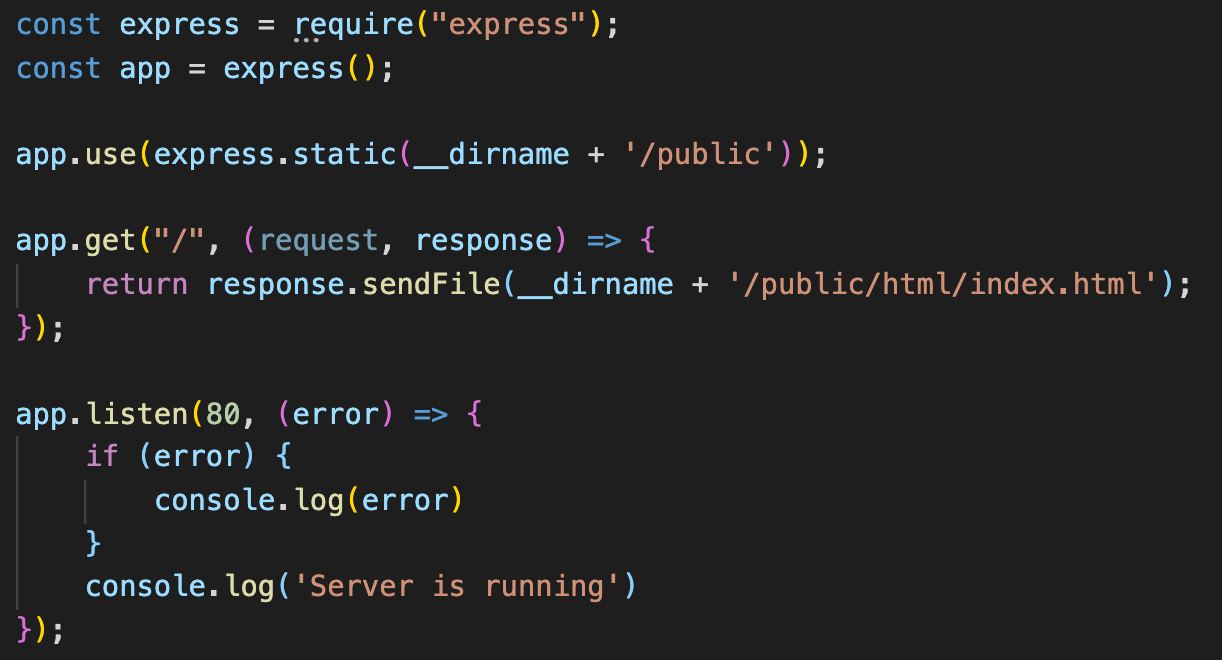 const express = require("express");
const app = express();

app.use(express.static(__dirname + '/public'));

app.get("/", (request, response) => {
    return response.sendFile(__dirname + '/public/html/index.html');
});

app.listen(80, (error) => {
    if (error) {
        console.log(error)
    }
    console.log('Server is running')
});